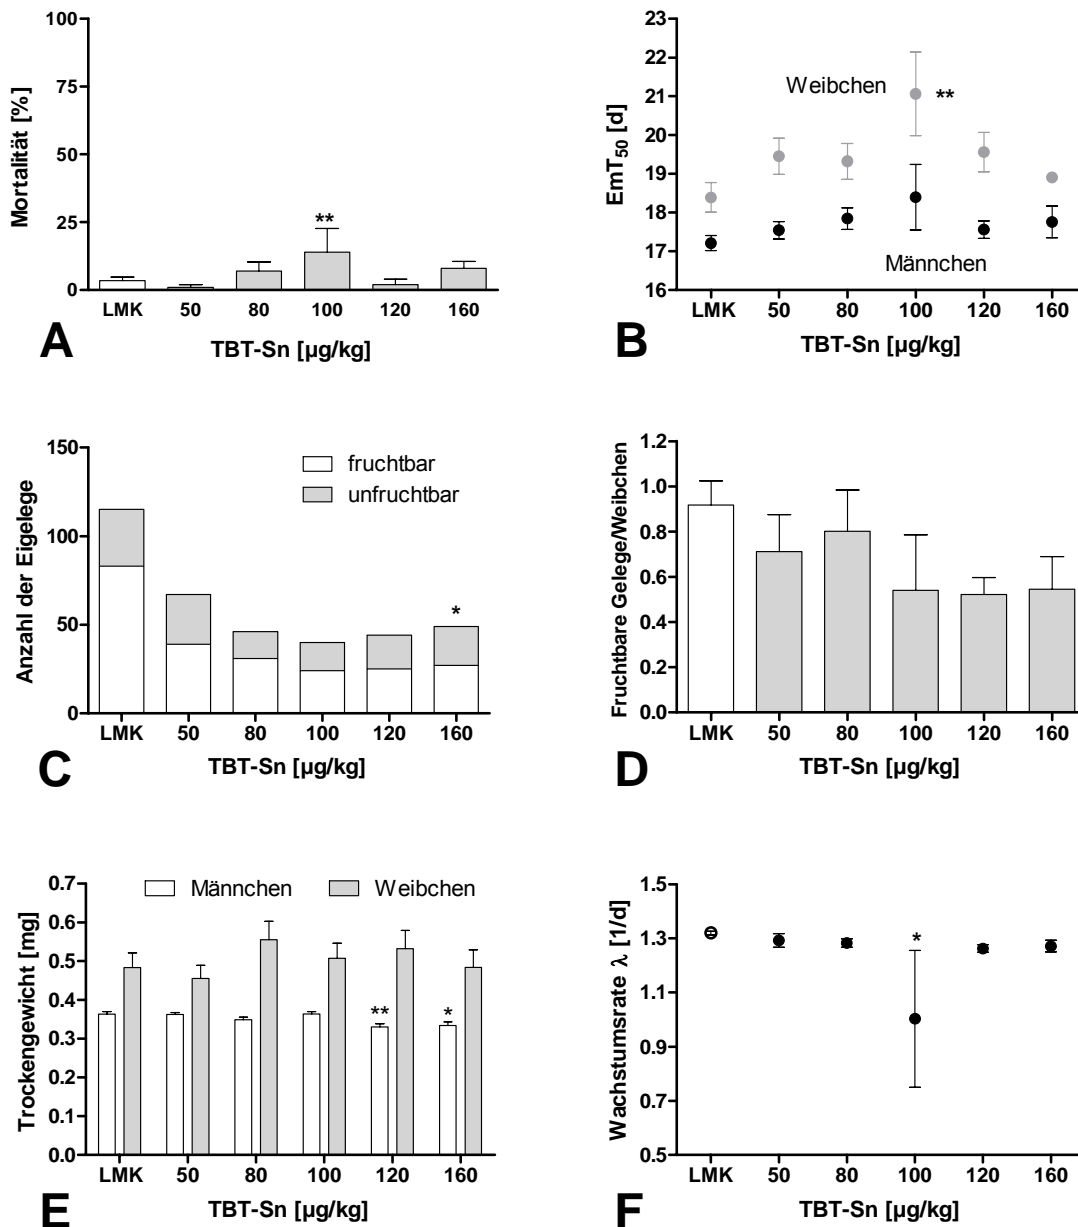 Mortalität [%]
100
75
50
25
0
**
LMK 50 80 100 120 160
TBT-Sn [µg/kg]
A
EmT50 [d]
23
22
21
20
19
18
17
16
Weibchen
**
Männchen
LMK 50 80 100 120 160
TBT-Sn [µg/kg]
B
Anzahl der Eigelege
150
100
50
0
fruchtbar
unfruchtbar
*
LMK 50 80 100 120 160
TBT-Sn [µg/kg]
C
Fruchtbare Gelege/Weibchen
1.2
1.0
0.8
0.6
0.4
0.2
0.0
LMK 50 80 100 120 160
TBT-Sn [µg/kg]
D
Trockengewicht [mg]
0.7
0.6
0.5
0.4
0.3
0.2
0.1
0.0
Männchen Weibchen
** *
LMK 50 80 100 120 160
TBT-Sn [µg/kg]
E
Wachstumsrate λ [1/d]
1.5
1.3
1.1
0.9
0.7
0.5
*
LMK 50 80 100 120 160
TBT-Sn [µg/kg]
F